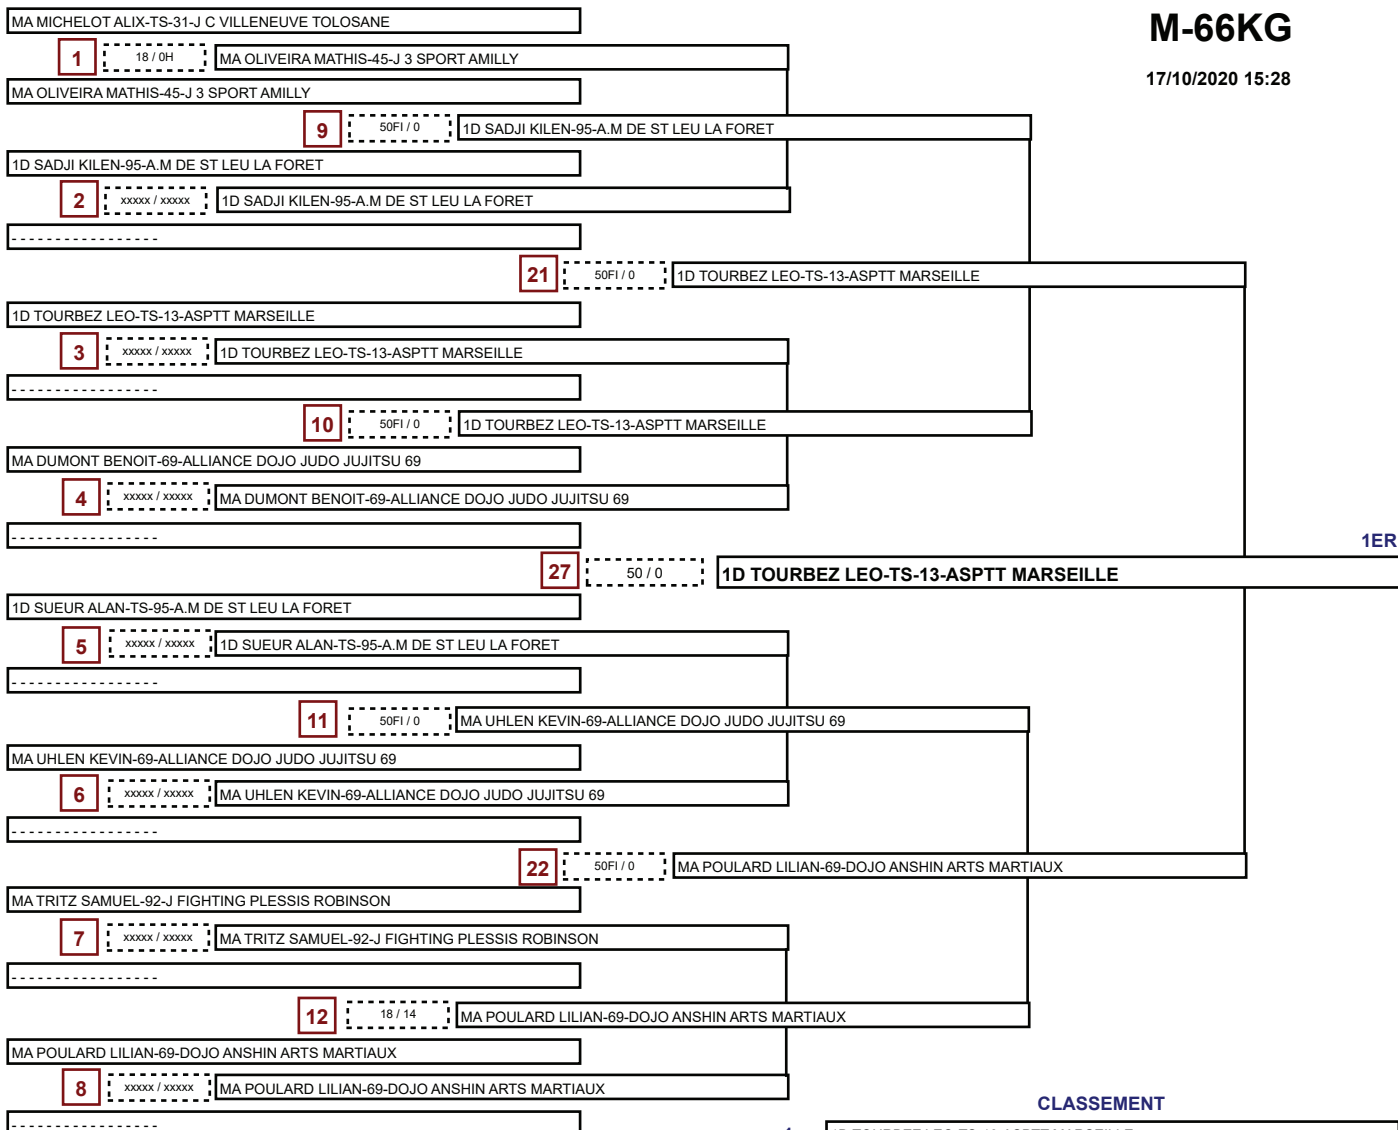 MA MICHELOT ALIX-TS-31-J C VILLENEUVE TOLOSANE
M-66KG
1 18 / 0H MA OLIVEIRA MATHIS-45-J 3 SPORT AMILLY
17/10/2020 15:28
MA OLIVEIRA MATHIS-45-J 3 SPORT AMILLY
9 50FI / 0 1D SADJI KILEN-95-A.M DE ST LEU LA FORET
1D SADJI KILEN-95-A.M DE ST LEU LA FORET
2 xxxxx / xxxxx 1D SADJI KILEN-95-A.M DE ST LEU LA FORET
- - - - - - - - - - - - - - - - -
21 50FI / 0 1D TOURBEZ LEO-TS-13-ASPTT MARSEILLE
1D TOURBEZ LEO-TS-13-ASPTT MARSEILLE
3 xxxxx / xxxxx 1D TOURBEZ LEO-TS-13-ASPTT MARSEILLE
- - - - - - - - - - - - - - - - -
10 50FI / 0 1D TOURBEZ LEO-TS-13-ASPTT MARSEILLE
MA DUMONT BENOIT-69-ALLIANCE DOJO JUDO JUJITSU 69
4 xxxxx / xxxxx MA DUMONT BENOIT-69-ALLIANCE DOJO JUDO JUJITSU 69
- - - - - - - - - - - - - - - - -
1ER
27 50 / 0 1D TOURBEZ LEO-TS-13-ASPTT MARSEILLE
1D SUEUR ALAN-TS-95-A.M DE ST LEU LA FORET
5 xxxxx / xxxxx 1D SUEUR ALAN-TS-95-A.M DE ST LEU LA FORET
- - - - - - - - - - - - - - - - -
11 50FI / 0 MA UHLEN KEVIN-69-ALLIANCE DOJO JUDO JUJITSU 69
MA UHLEN KEVIN-69-ALLIANCE DOJO JUDO JUJITSU 69
6 xxxxx / xxxxx MA UHLEN KEVIN-69-ALLIANCE DOJO JUDO JUJITSU 69
- - - - - - - - - - - - - - - - -
22 50FI / 0 MA POULARD LILIAN-69-DOJO ANSHIN ARTS MARTIAUX
MA TRITZ SAMUEL-92-J FIGHTING PLESSIS ROBINSON
7 xxxxx / xxxxx MA TRITZ SAMUEL-92-J FIGHTING PLESSIS ROBINSON
- - - - - - - - - - - - - - - - -
12 18 / 14 MA POULARD LILIAN-69-DOJO ANSHIN ARTS MARTIAUX
MA POULARD LILIAN-69-DOJO ANSHIN ARTS MARTIAUX
8 xxxxx / xxxxx MA POULARD LILIAN-69-DOJO ANSHIN ARTS MARTIAUX
CLASSEMENT
- - - - - - - - - - - - - - - - -